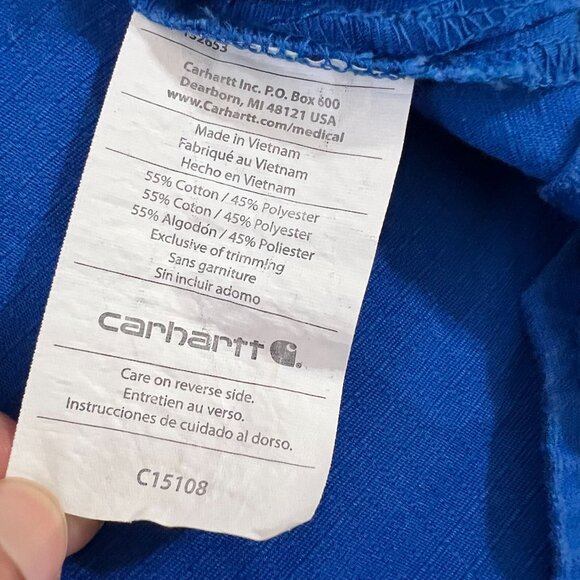 132653
Carhartt Inc. P.O. Box 600
Dearborn, MI 48121 USA
www.Carhartt.com/medical
Made in Vietnam
Fabriqué au Vietnam
Hecho en Vietnam
55% Cotton / 45% Polyester
55% Coton / 45% Polyester
55% Algodón / 45% Poliester
Exclusive of trimming
Sans garniture
Sin incluir adorno
carhartt
Care on reverse side.
Entretien au verso.
Instrucciones de cuidado al dorso.
C15108